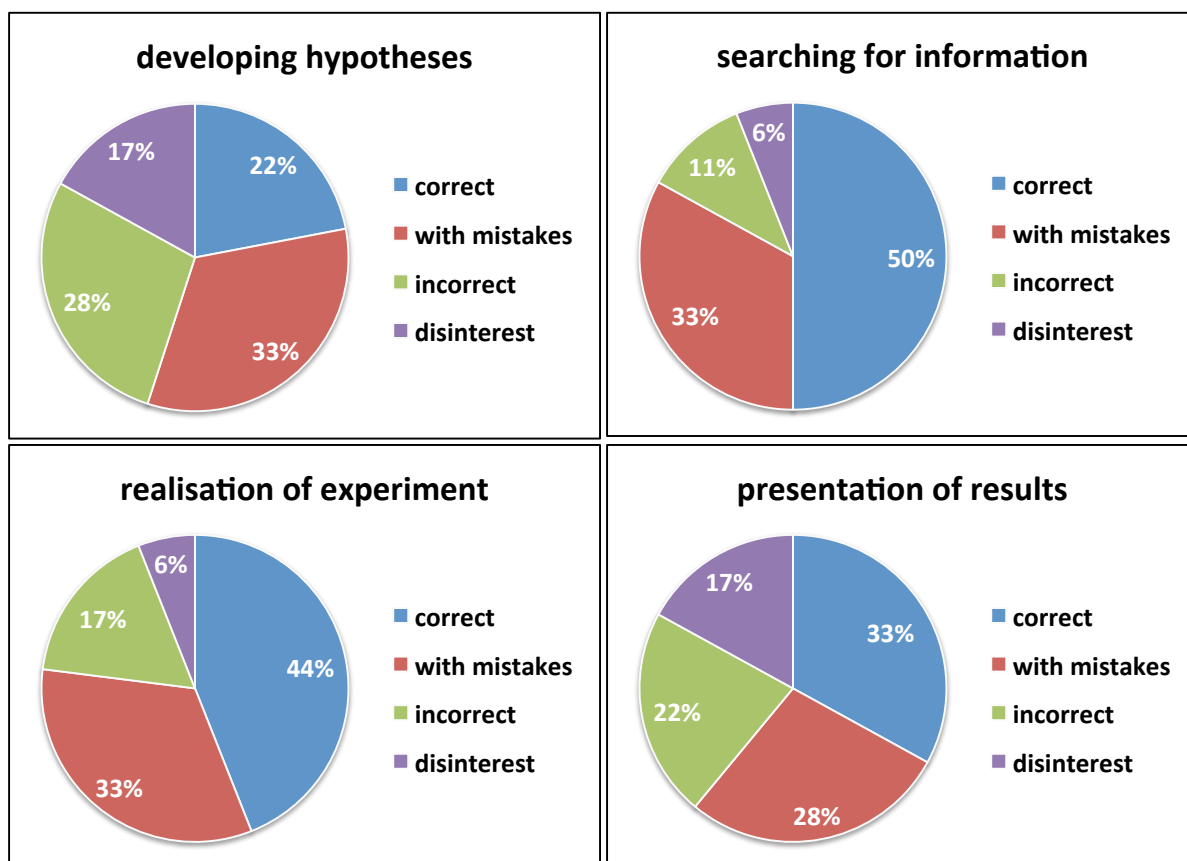 developing hypotheses
17%
22%
28%
33%
correct
with mistakes
incorrect
disinterest
searching for information
6%
11%
50%
33%
correct
with mistakes
incorrect
disinterest
realisation of experiment
6%
17%
44%
33%
correct
with mistakes
incorrect
disinterest
presentation of results
17%
33%
22%
28%
correct
with mistakes
incorrect
disinterest